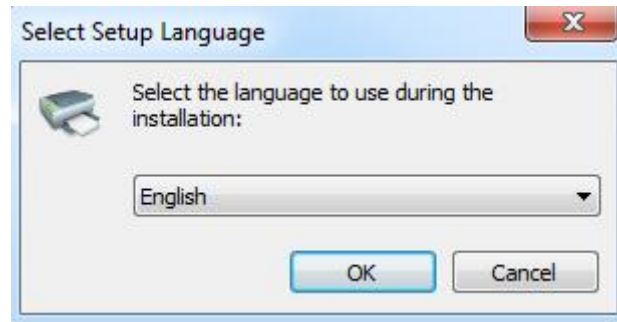 Select Setup Language
Select the language to use during the
installation:
English
OK
Cancel